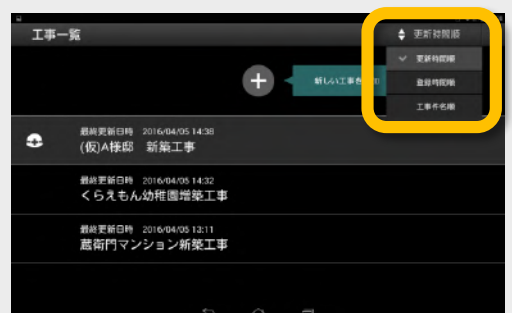 工事一覧
更新時間順
更新時間順
新しい工事を
登録時間順
工事件名順
最終更新日時 2016/04/05 14:38
(仮)A様邸 新築工事
最終更新日時 2016/04/05 14:32
くらえもん幼稚園増築工事
最終更新日時 2016/04/05 13:11
蔵衛門マンション新築工事